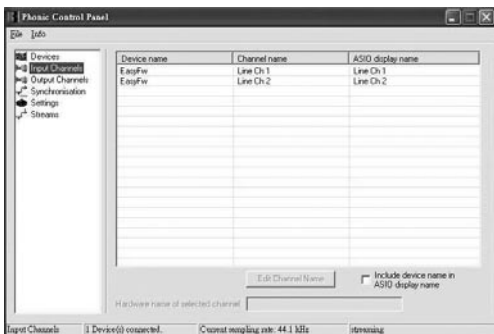 Phonic Control Panel
File Info
Devices
Input Channels
Output Channels
Synchronisation
Settings
Streams
Device name Channel name ASIO display name
EasyFw Line Ch 1 Line Ch 1
EasyFw Line Ch 2 Line Ch 2
Edit Channel Name
Include device name in
ASIO display name
Hardware name of selected channel:
Input Channels 1 Device(s) connected. Current sampling rate: 44.1 kHz streaming